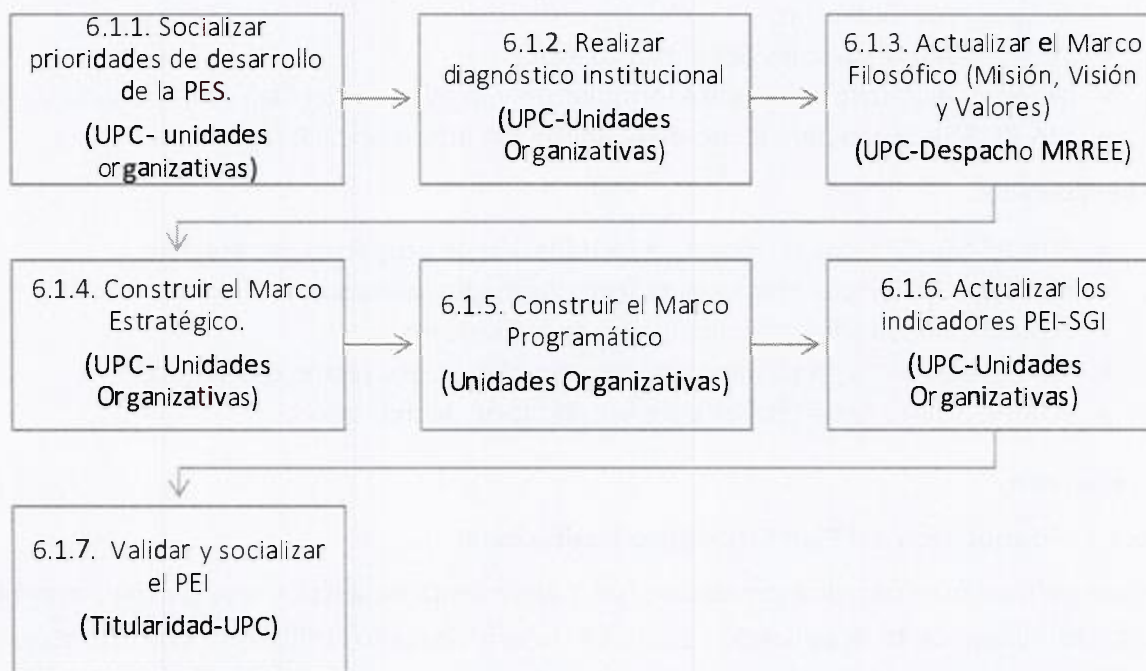 6.1.1. Socializar
prioridades de desarrollo
de la PES.
(UPC- unidades
organizativas)
6.1.2. Realizar
diagnóstico institucional
(UPC-Unidades
Organizativas)
6.1.3. Actualizar el Marco
Filosófico (Misión, Visión
y Valores)
(UPC-Despacho MRREE)
6.1.4. Construir el Marco
Estratégico.
(UPC- Unidades
Organizativas)
6.1.5. Construir el Marco
Programático
(Unidades Organizativas)
6.1.6. Actualizar los
indicadores PEI-SGI
(UPC-Unidades
Organizativas)
6.1.7. Validar y socializar
el PEI
(Titularidad-UPC)